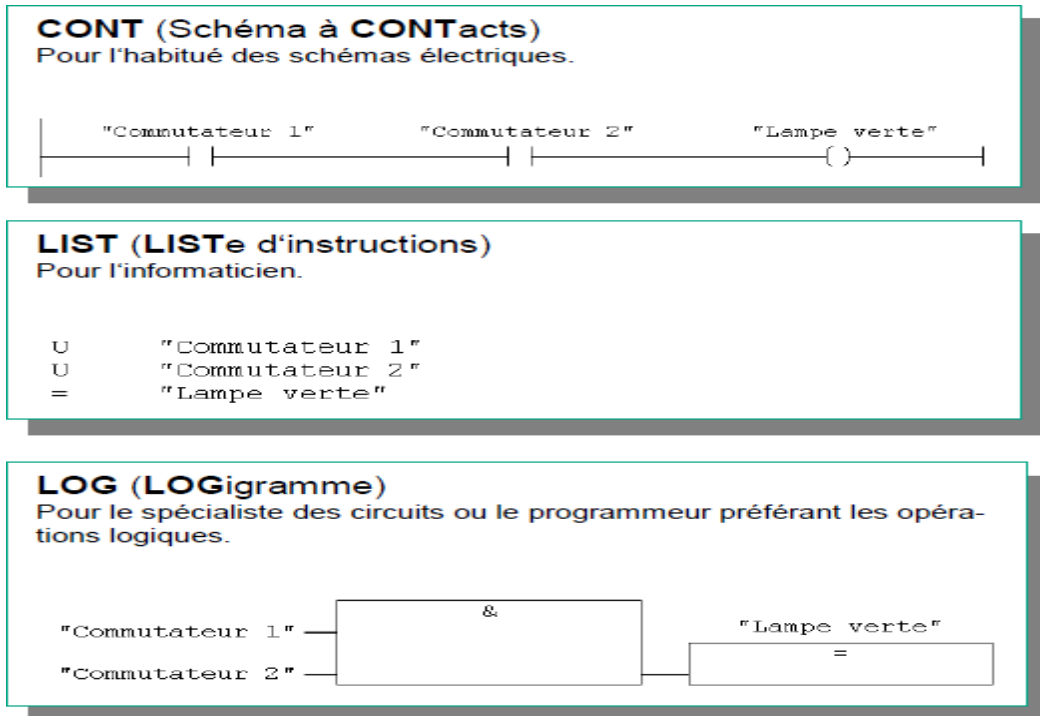 CONT (Schéma à CONTacts)
Pour l'habitué des schémas électriques.
"Commutateur 1" "Commutateur 2" "Lampe verte"
LIST (LISTe d'instructions)
Pour l'informaticien.
U "Commutateur 1"
U "Commutateur 2"
= "Lampe verte"
LOG (LOGigramme)
Pour le spécialiste des circuits ou le programmeur préférant les opéra-
tions logiques.
&
"Commutateur 1" "Lampe verte"
=
"Commutateur 2"